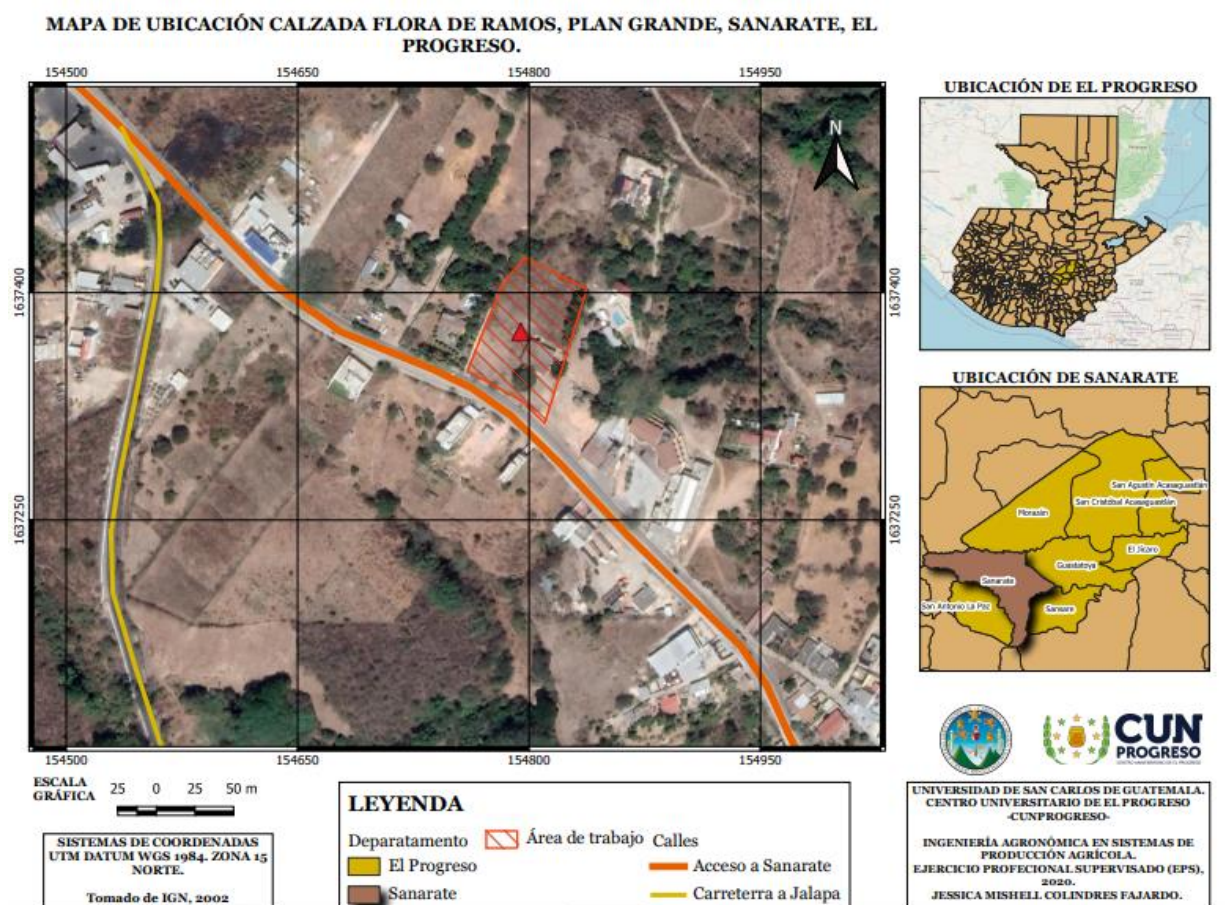 MAPA DE UBICACIÓN CALZADA FLORA DE RAMOS, PLAN GRANDE, SANARATE, EL
PROGRESO.
154500 154650 154800 154950
1637400
1637250
N
1637400
1637250
154500 154650 154800 154950
UBICACIÓN DE EL PROGRESO
UBICACIÓN DE SANARATE
San Agustín Acasaguastlán
San Cristóbal Acasaguastlán
Morazán
El Jícaro
Guastatoya
Sanarate
San Antonio La Paz
Sansare
ESCALA
GRÁFICA
25 0 25 50 m
SISTEMAS DE COORDENADAS
UTM DATUM WGS 1984. ZONA 15
NORTE.
Tomado de IGN, 2002
LEYENDA
Departamento
El Progreso
Sanarate
Área de trabajo
Calles
Acceso a Sanarate
Carreterra a Jalapa
CUN
PROGRESO
UNIVERSIDAD DE SAN CARLOS DE GUATEMALA.
CENTRO UNIVERSITARIO DE EL PROGRESO
-CUNPROGRESO-
INGENIERÍA AGRONÓMICA EN SISTEMAS DE
PRODUCCIÓN AGRÍCOLA.
EJERCICIO PROFECIONAL SUPERVISADO (EPS),
2020.
JESSICA MISHELL COLINDRES FAJARDO.